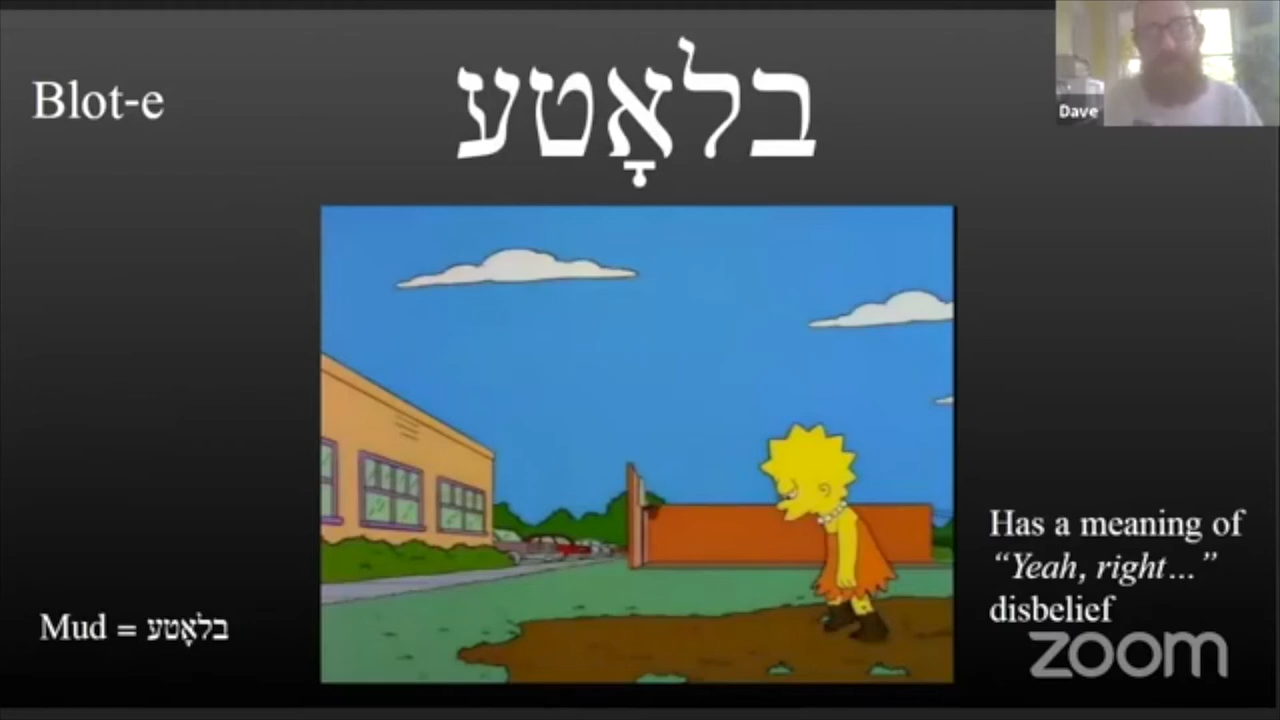 Blot-e
בלאָטע
Dave
Has a meaning of
“Yeah, right…”
disbelief
Mud = בלאָטע
zoom